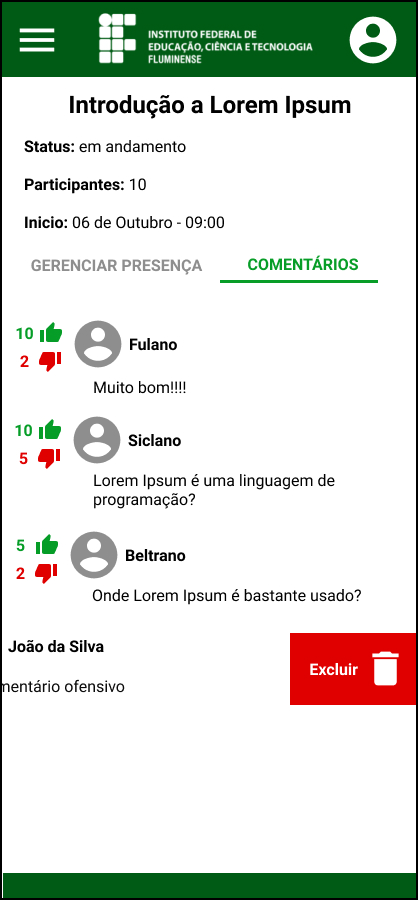 INSTITUTO FEDERAL DE
EDUCAÇÃO, CIÊNCIA E TECNOLOGIA
FLUMINENSE
Introdução a Lorem Ipsum
Status: em andamento
Participantes: 10
Inicio: 06 de Outubro - 09:00
GERENCIAR PRESENÇA COMENTÁRIOS
10
2
Fulano
Muito bom!!!!
10
5
Siclano
Lorem Ipsum é uma linguagem de
programação?
5
2
Beltrano
Onde Lorem Ipsum é bastante usado?
João da Silva
mentário ofensivo
Excluir